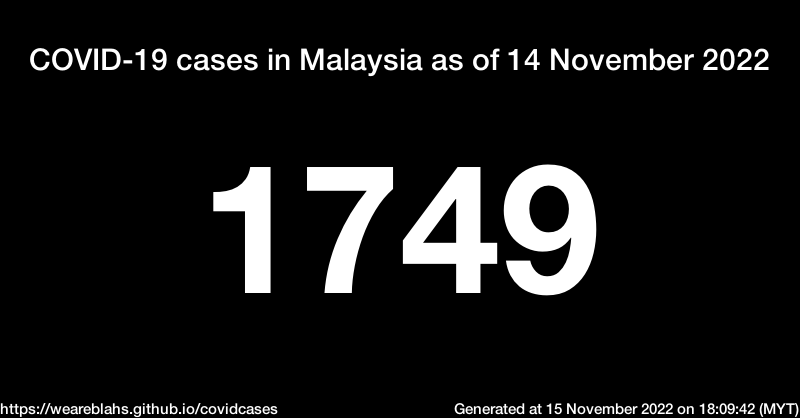 COVID-19 cases in Malaysia as of 14 November 2022
1749
https://weareblahs.github.io/covidcases
Generated at 15 November 2022 on 18:09:42 (MYT)